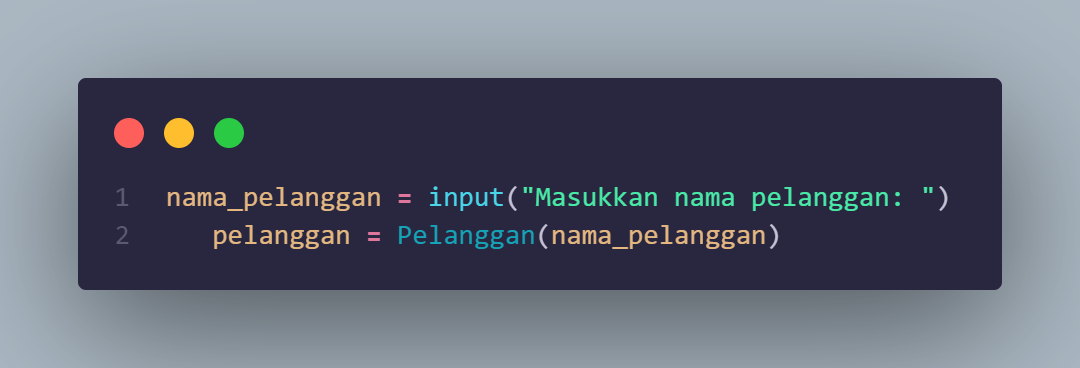 1 nama_pelanggan = input("Masukkan nama pelanggan: ")
2    pelanggan = Pelanggan(nama_pelanggan)